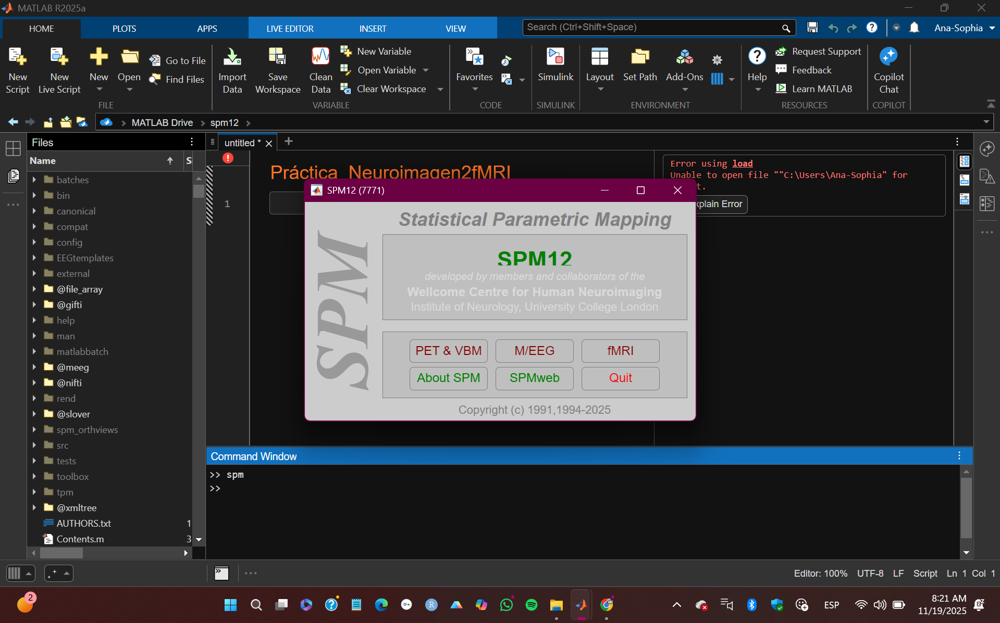 MATLAB R2025a
HOME
PLOTS
APPS
LIVE EDITOR
INSERT
VIEW
Search (Ctrl+Shift+Space)
Ana-Sophia
New Script
New Live Script
New
Open
Go to File
Find Files
FILE
Import Data
Save Workspace
Clean Data
New Variable
Open Variable
Clear Workspace
VARIABLE
Favorites
CODE
Simulink
SIMULINK
Layout
Set Path
Add-Ons
ENVIRONMENT
Help
Request Support
Feedback
Learn MATLAB
RESOURCES
Copilot Chat
COPILOT
MATLAB Drive
spm12
Files
Name
Si
batches
bin
canonical
compat
config
EEGtemplates
external
@file_array
@gifti
help
man
matlabbatch
@meeg
@nifti
rend
@slover
spm_orthviews
src
tests
toolbox
tpm
@xmltree
AUTHORS.txt 1
Contents.m 3
untitled *
Práctica_Neuroimagen2fMRI
1
Error using load
Unable to open file ""C:\Users\Ana-Sophia" for
t.
xplain Error
SPM12 (7771)
Statistical Parametric Mapping
SPM
SPM12
developed by members and collaborators of the
Wellcome Centre for Human Neuroimaging
Institute of Neurology, University College London
PET & VBM
M/EEG
fMRI
About SPM
SPMweb
Quit
Copyright (c) 1991,1994-2025
Command Window
>> spm
>>
Editor: 100%
UTF-8
LF
Script
Ln 1 Col 1
2
R
ESP
8:21 AM
11/19/2025